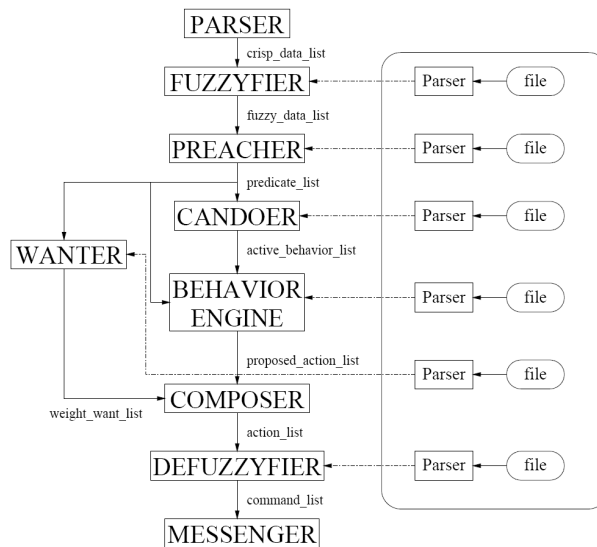 PARSER
crisp_data_list
FUZZYFIER
Parser
file
fuzzy_data_list
PREACHER
Parser
file
predicate_list
CANDOER
Parser
file
WANTER
active_behavior_list
BEHAVIOR
ENGINE
Parser
file
proposed_action_list
Parser
file
weight_want_list
COMPOSER
action_list
DEFUZZYFIER
Parser
file
command_list
MESSENGER